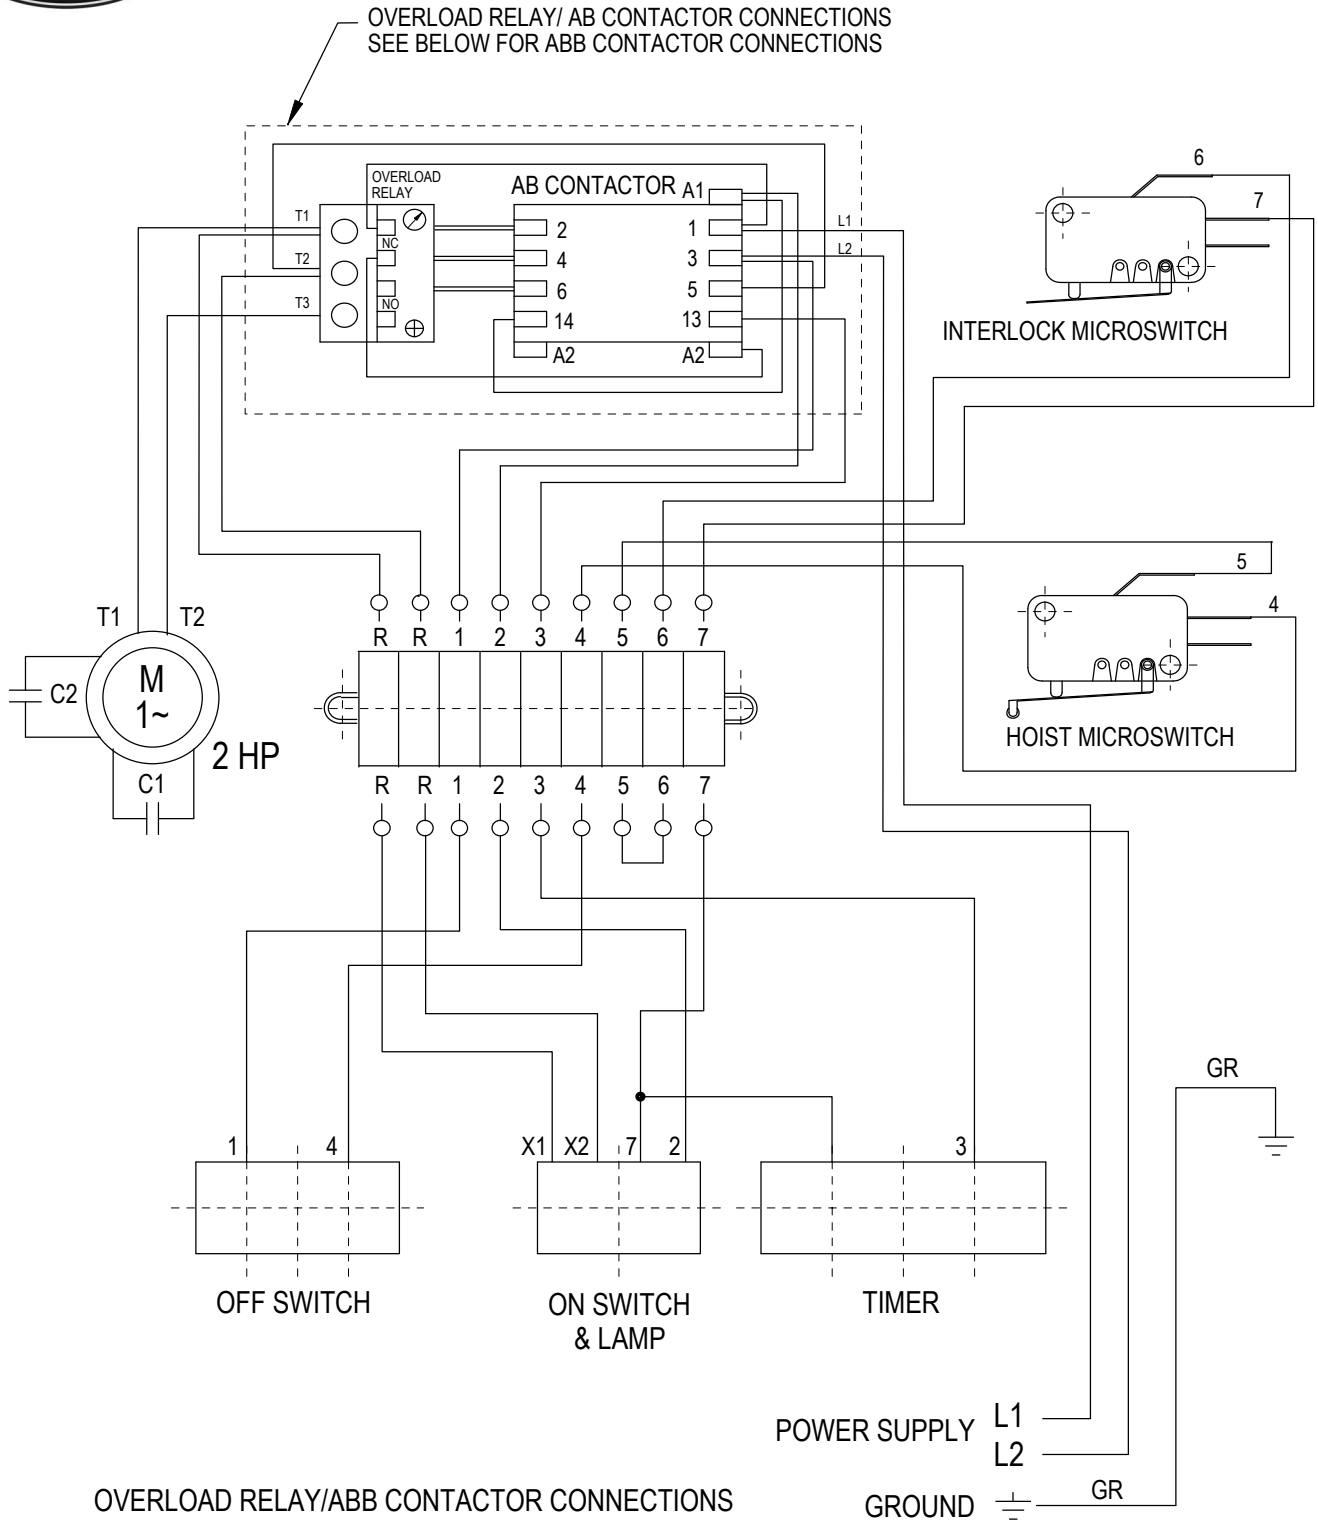 OVERLOAD RELAY/ AB CONTACTOR CONNECTIONS
SEE BELOW FOR ABB CONTACTOR CONNECTIONS
OVERLOAD
RELAY
AB CONTACTOR
A1
T1
NC
2
1
L1
T2
4
3
L2
6
5
T3
NO
14
13
A2
A2
6
7
INTERLOCK MICROSWITCH
5
4
HOIST MICROSWITCH
T1
T2
C2
M
1~
2 HP
C1
R R 1 2 3 4 5 6 7
R R 1 2 3 4 5 6 7
GR
1
4
X1 X2 7 2
3
OFF SWITCH
ON SWITCH
& LAMP
TIMER
POWER SUPPLY
L1
L2
OVERLOAD RELAY/ABB CONTACTOR CONNECTIONS
GROUND
GR